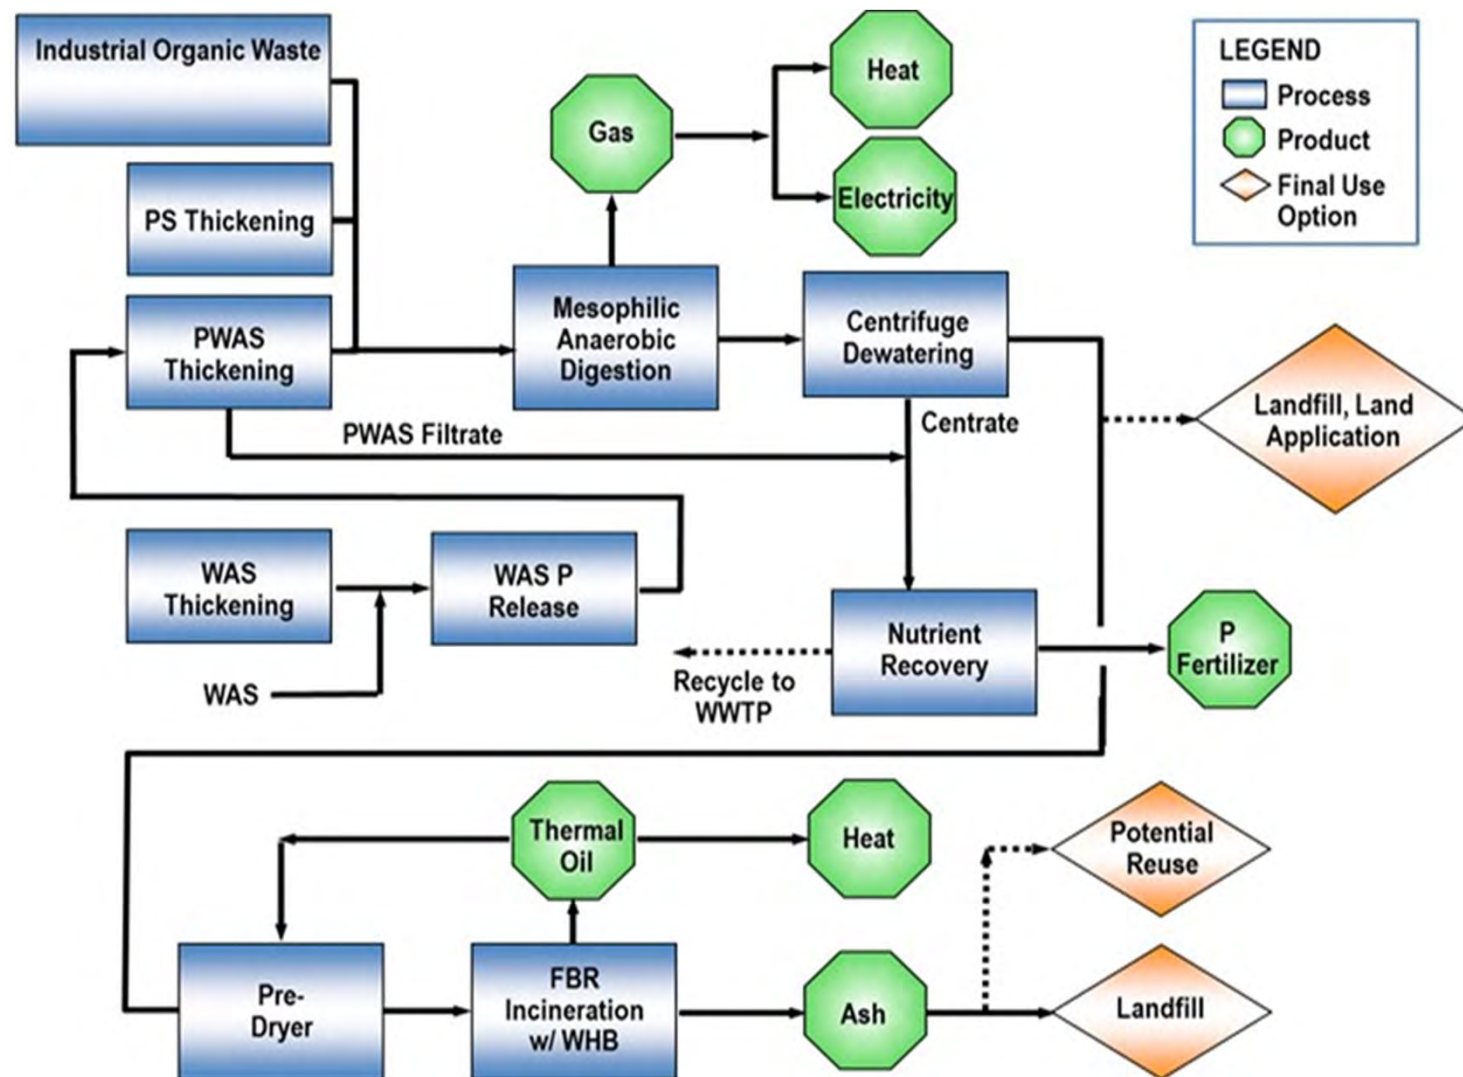 Industrial Organic Waste
PS Thickening
PWAS
Thickening
PWAS Filtrate
WAS
Thickening
WAS
WAS P
Release
Gas
Heat
Electricity
Mesophilic
Anaerobic
Digestion
Centrifuge
Dewatering
Centrate
LEGEND
Process
Product
Final Use
Option
Landfill, Land
Application
Nutrient
Recovery
Recycle to
WWTP
P
Fertilizer
Thermal
Oil
Heat
Potential
Reuse
Pre-
Dryer
FBR
Incineration
w/ WHB
Ash
Landfill